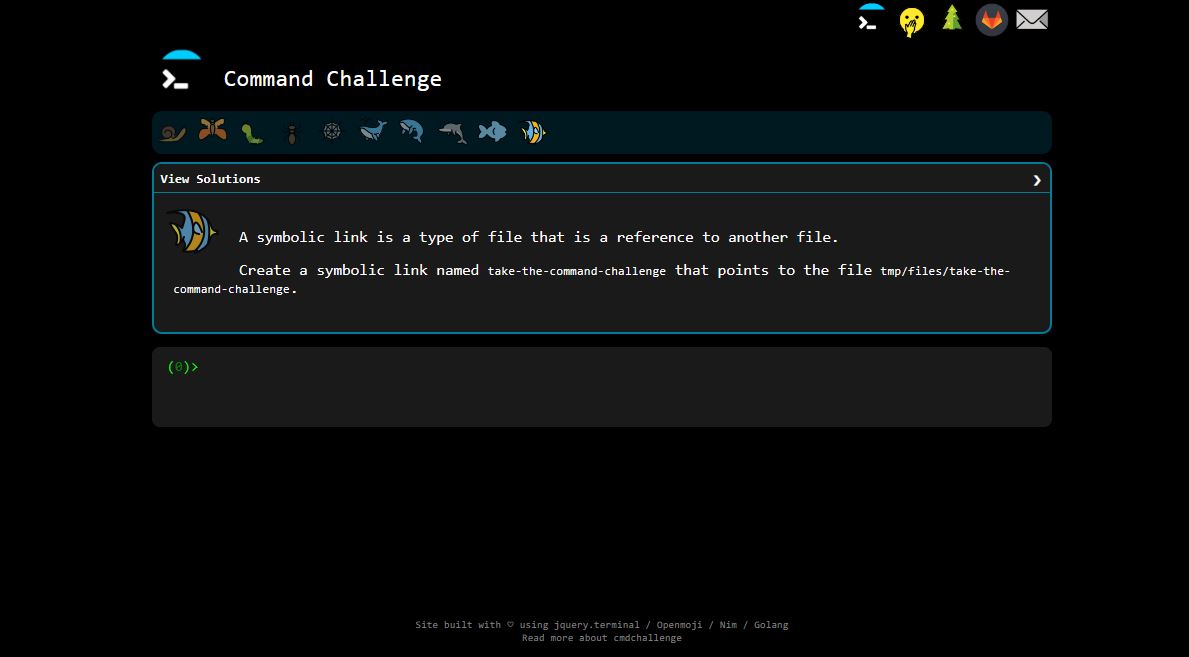 Command Challenge
View Solutions
A symbolic link is a type of file that is a reference to another file.
Create a symbolic link named take-the-command-challenge that points to the file tmp/files/take-the-
command-challenge.
(0)>
Site built with ♡ using jquery.terminal / Openmoji / Nim / Golang
Read more about cmdchallenge